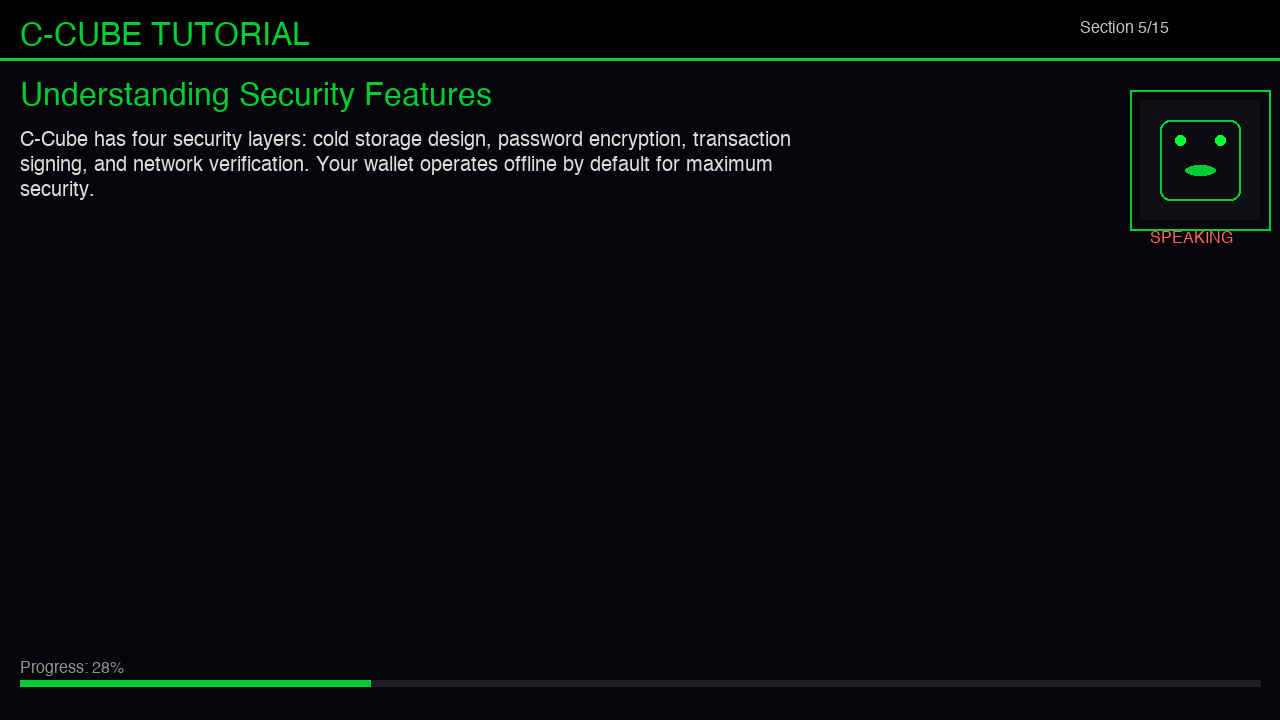 C-CUBE TUTORIAL
Section 5/15
Understanding Security Features
C-Cube has four security layers: cold storage design, password encryption, transaction
signing, and network verification. Your wallet operates offline by default for maximum
security.
SPEAKING
Progress: 28%